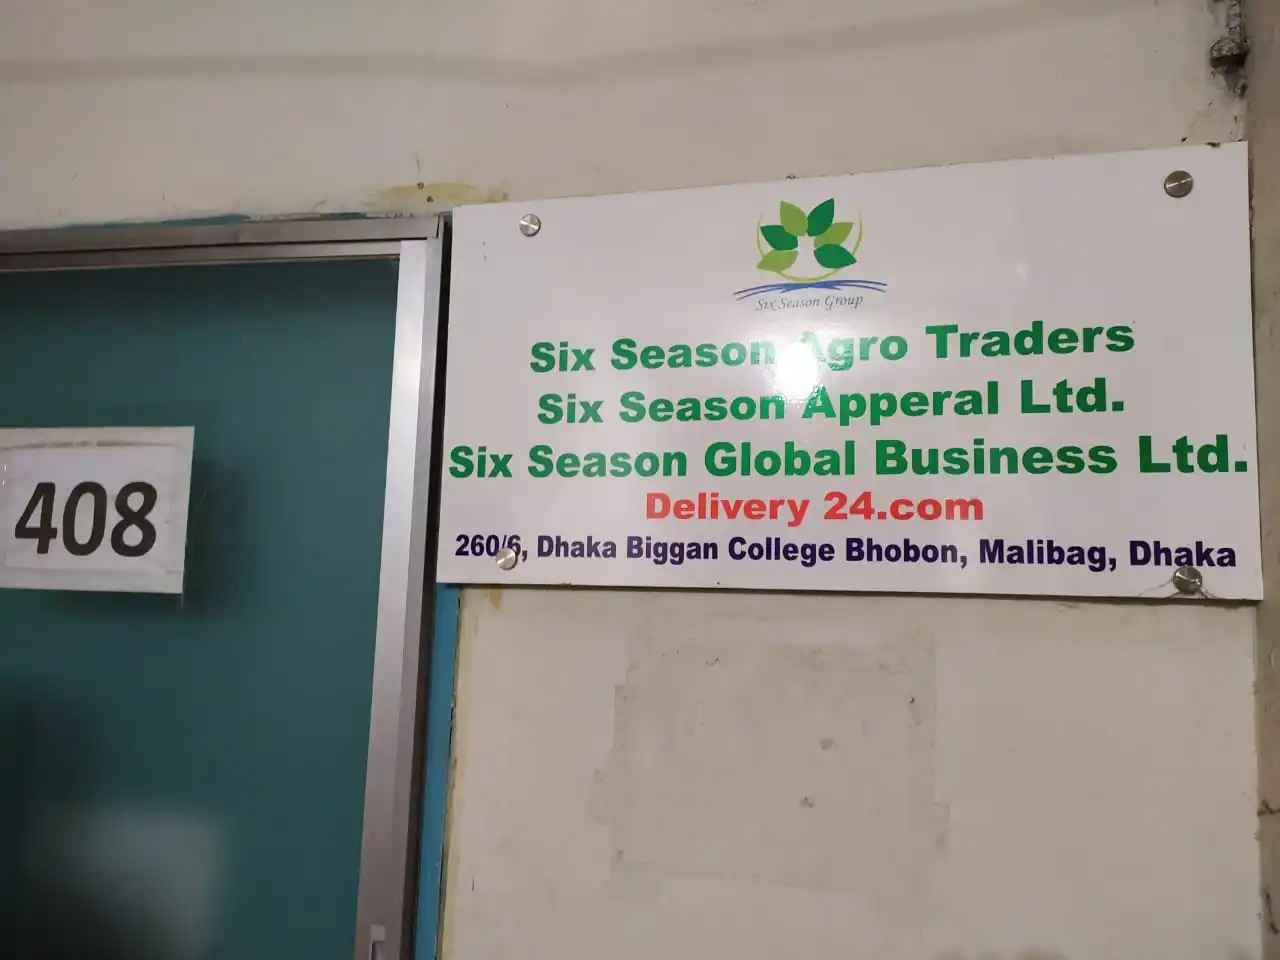 Six Season Group
Six Season Agro Traders
Six Season Apperal Ltd.
Six Season Global Business Ltd.
Delivery 24.com
260/6, Dhaka Biggan College Bhobon, Malibag, Dhaka
408